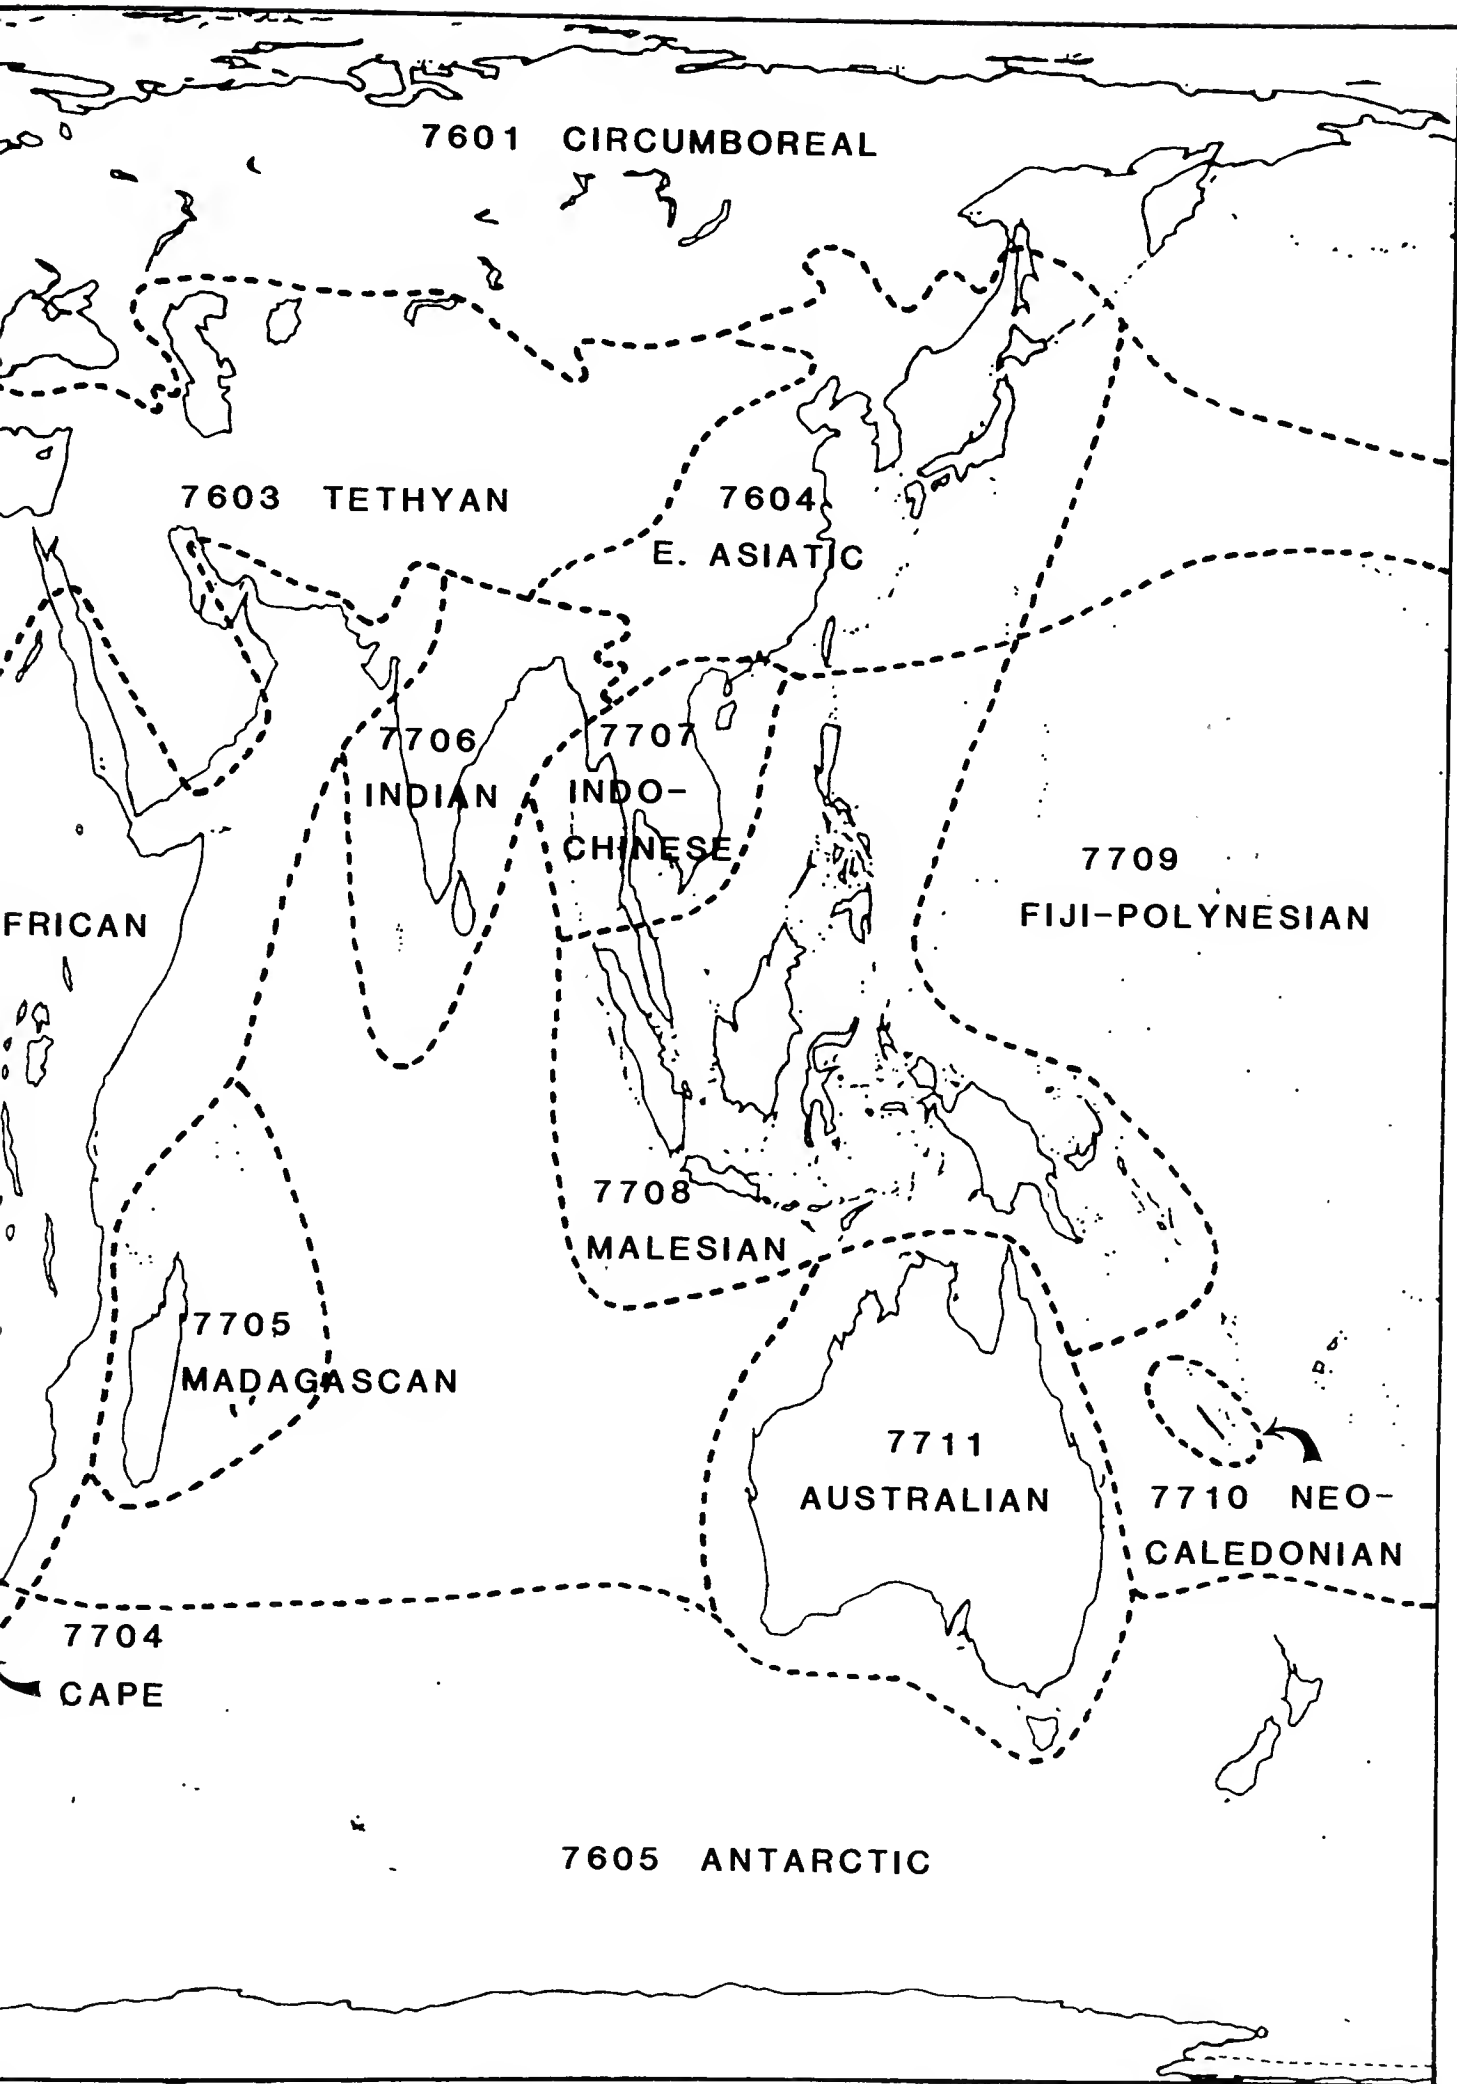 7601 CIRCUMBOREAL
7603 TETHYAN
7604
E. ASIATIC
7706
INDIAN
7707
INDO-
CHINESE
7709
FIJI-POLYNESIAN
FRICAN
7708
MALESIAN
7705
MADAGASCAN
7711
AUSTRALIAN
7710 NEO-
CALEDONIAN
7704
CAPE
7605 ANTARCTIC